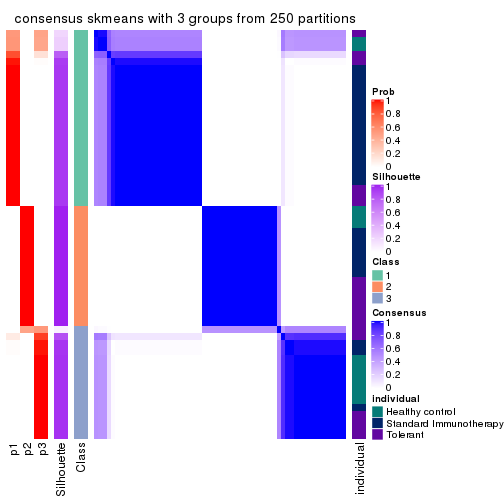 consensus skmeans with 3 groups from 250 partitions
Prob
1
0.8
0.6
0.4
0.2
0
Silhouette
1
0.8
0.6
0.4
0.2
0
Class
1
2
3
Consensus
1
0.8
0.6
0.4
0.2
0
individual
Healthy control
Standard Immunotherapy
Tolerant
p1
p2
p3
Silhouette
Class
individual